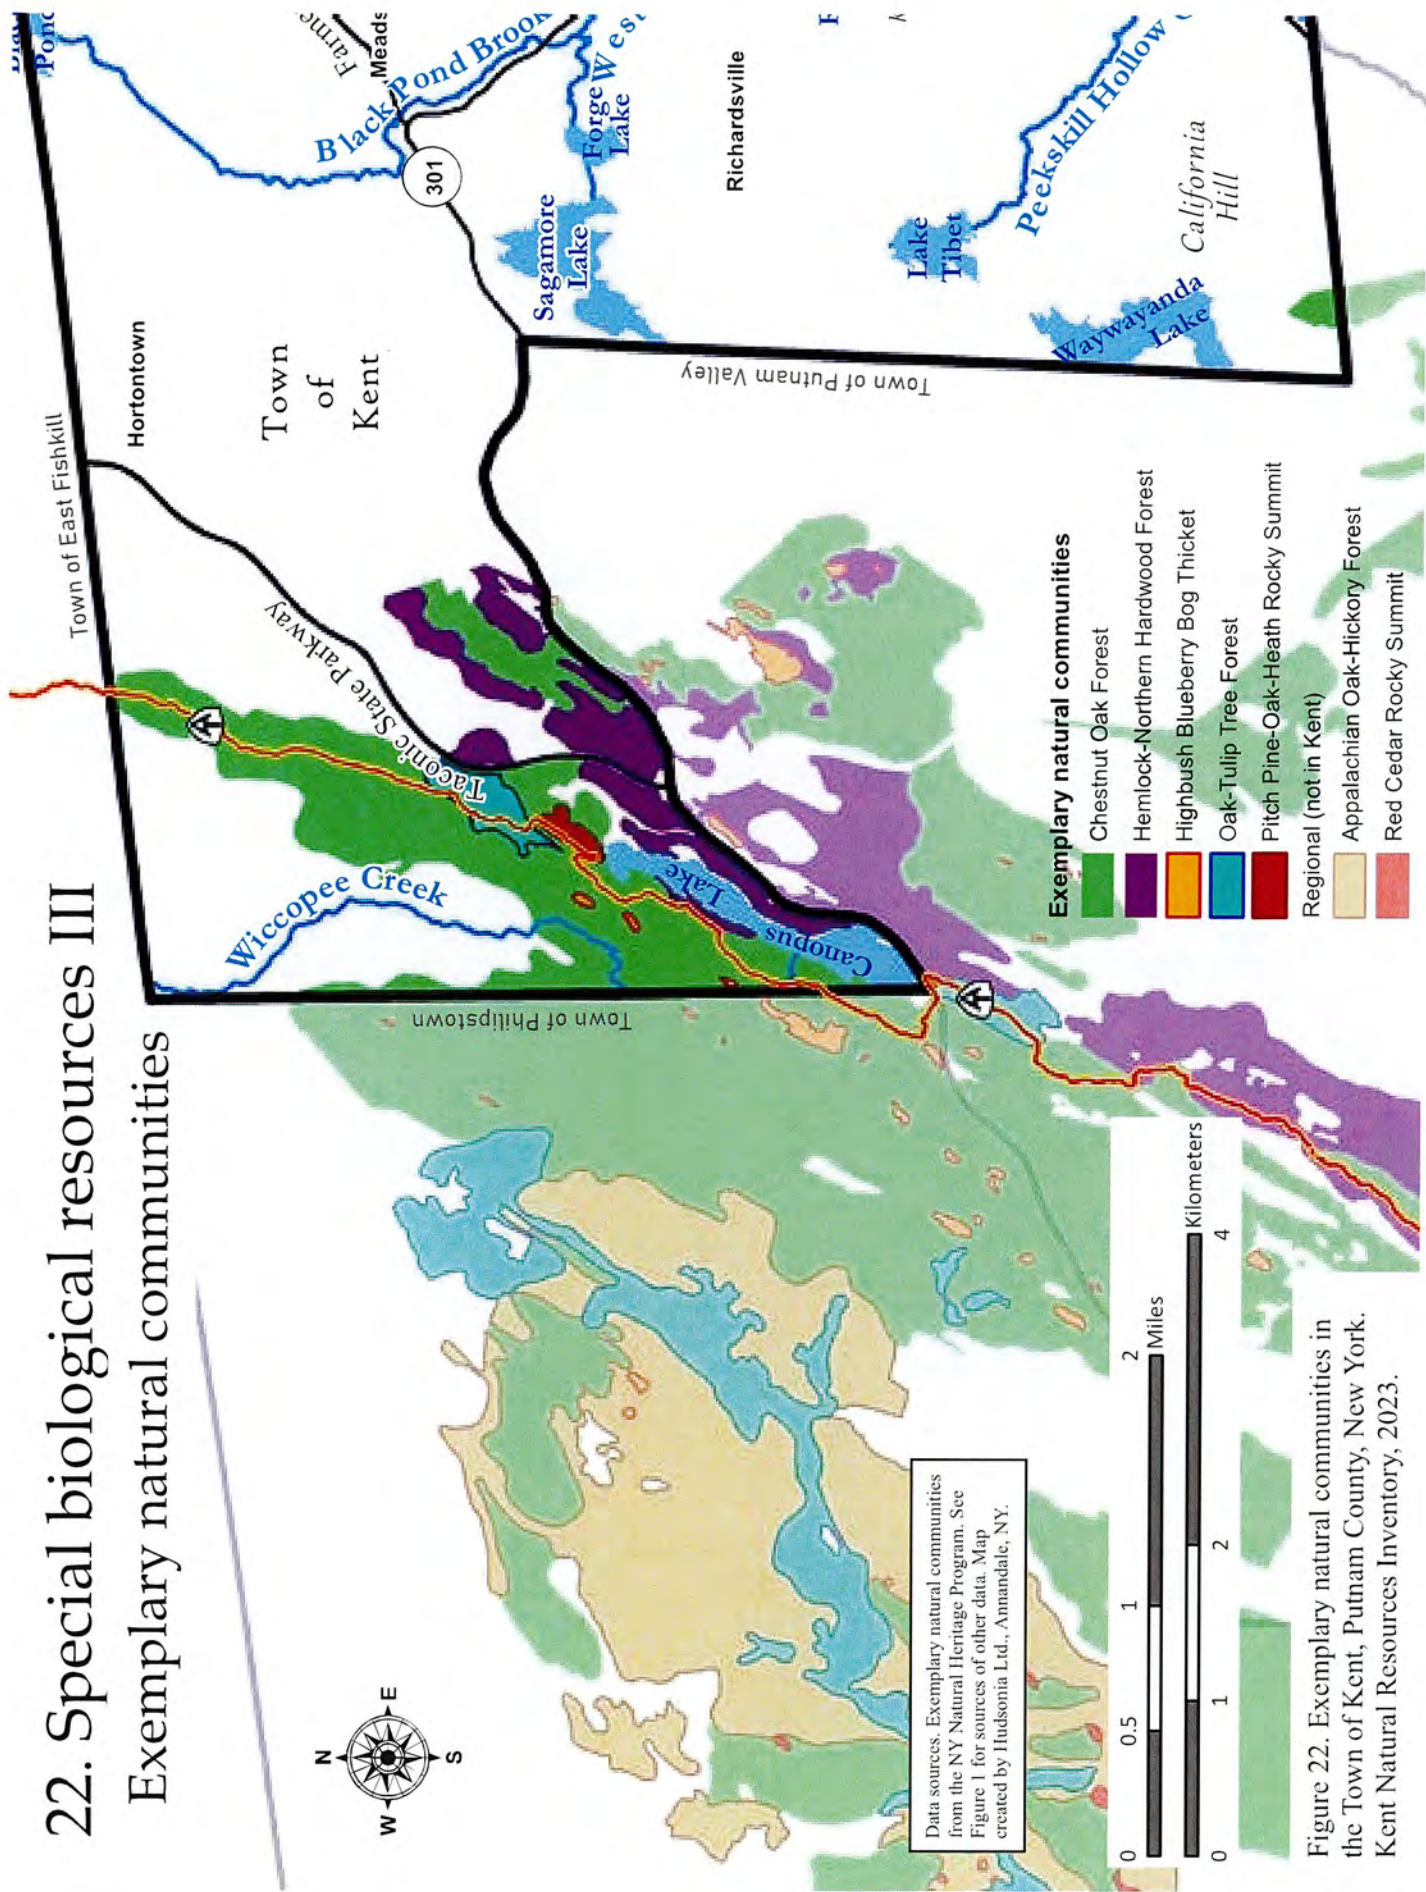 22. Special biological resources III
Exemplary natural communities
N
W
E
S
Town of East Fishkill
Hortontown
Town
of
Kent
Wiccopee Creek
Taconic State Parkway
Town of Philipstown
Canopus
Lake
Pond
Black Pond Brook
Farme
Meads
301
Sagamore
Lake
Forge
Lake
West
Richardsville
Town of Putnam Valley
Lake
Tibet
Peekskill Hollow C
Waywayanda
Lake
California
Hill
Exemplary natural communities
Chestnut Oak Forest
Hemlock-Northern Hardwood Forest
Highbush Blueberry Bog Thicket
Oak-Tulip Tree Forest
Pitch Pine-Oak-Heath Rocky Summit
Regional (not in Kent)
Appalachian Oak-Hickory Forest
Red Cedar Rocky Summit
Data sources. Exemplary natural communities
from the NY Natural Heritage Program. See
Figure 1 for sources of other data. Map
created by Hudsonia Ltd., Annandale, NY.
0 0.5 1 2 Miles
0 1 2 4 Kilometers
Figure 22. Exemplary natural communities in
the Town of Kent, Putnam County, New York.
Kent Natural Resources Inventory, 2023.